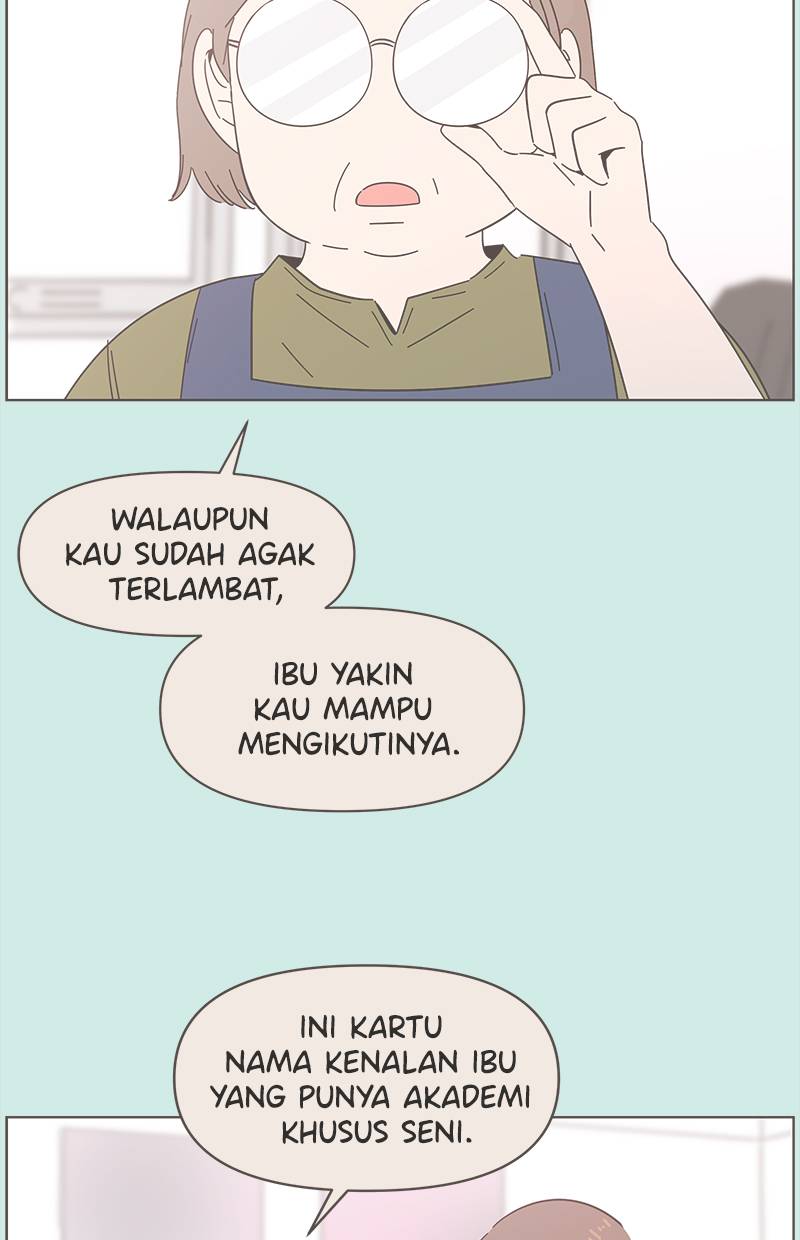 WALAUPUN
KAU SUDAH AGAK
TERLAMBAT,
IBU YAKIN
KAU MAMPU
MENGIKUTINYA.
INI KARTU
NAMA KENALAN IBU
YANG PUNYA AKADEMI
KHUSUS SENI.